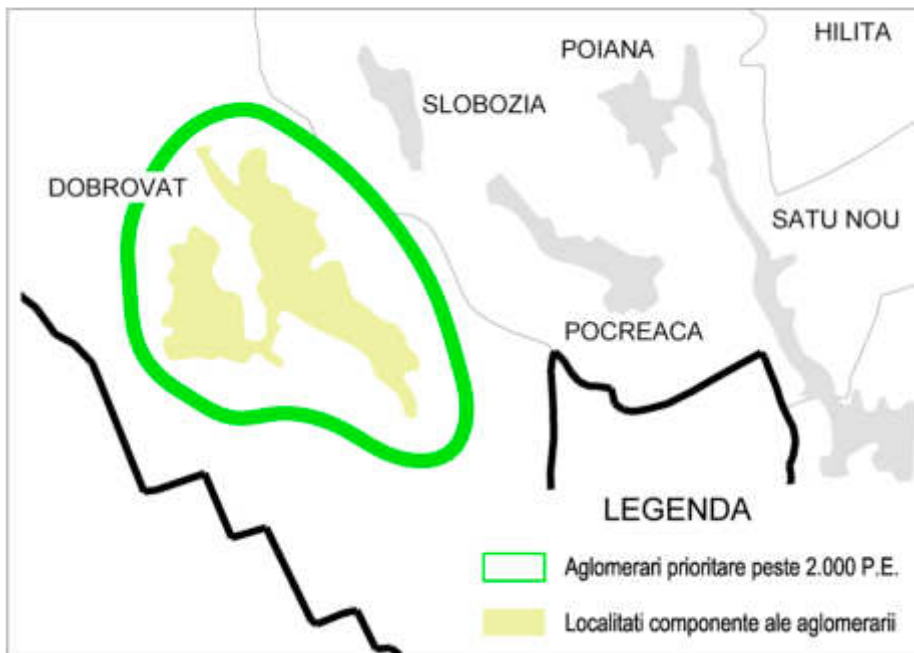 HILITA
POIANA
SLOBOZIA
DOBROVAT
SATU NOU
POCREACA
LEGENDA
Aglomerari prioritare peste 2.000 P.E.
Localitati componente ale aglomerarii